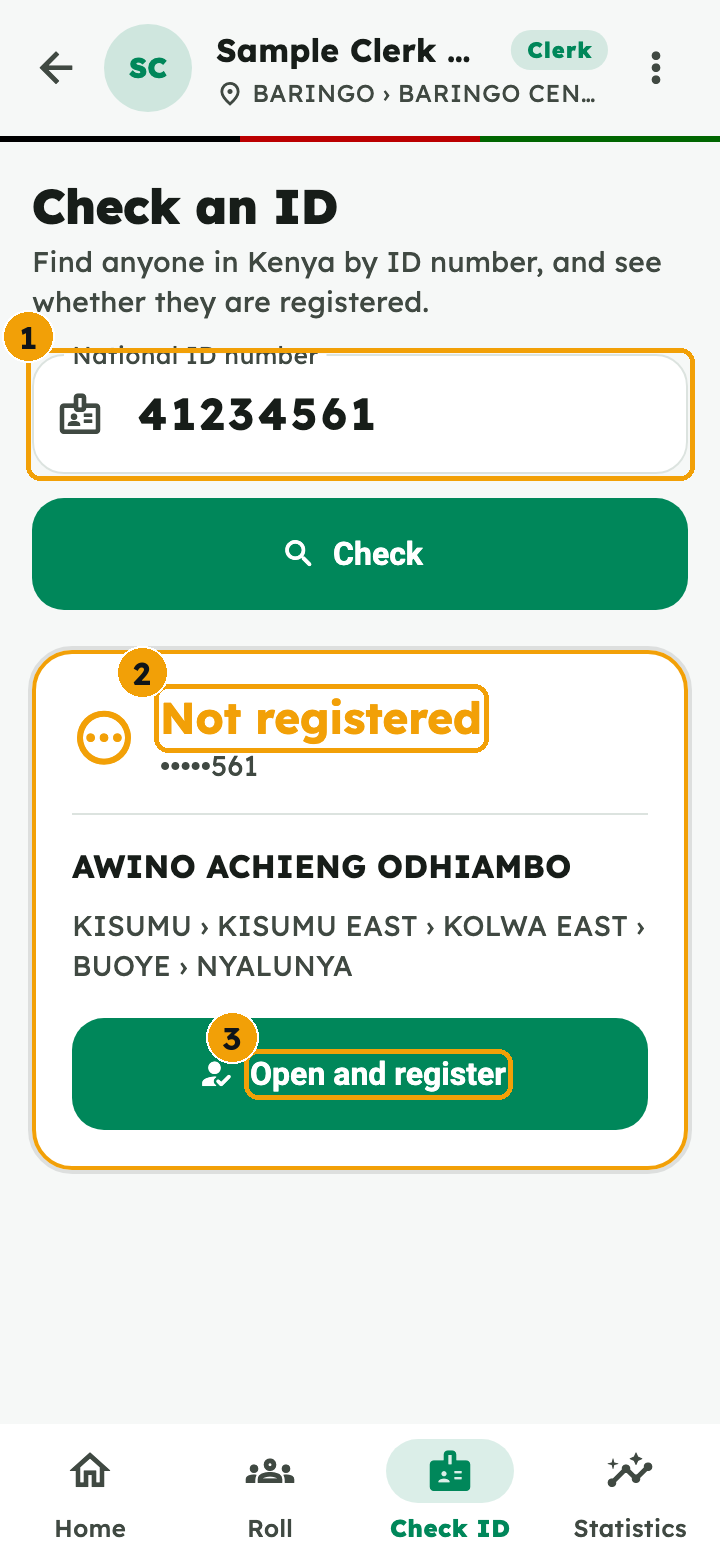 SC
Sample Clerk ...
Clerk
BARINGO › BARINGO CEN...
Check an ID
Find anyone in Kenya by ID number, and see
whether they are registered.
1
National ID number
41234561
Check
2
Not registered
•••••561
AWINO ACHIENG ODHIAMBO
KISUMU › KISUMU EAST › KOLWA EAST ›
BUOYE › NYALUNYA
3
Open and register
Home
Roll
Check ID
Statistics